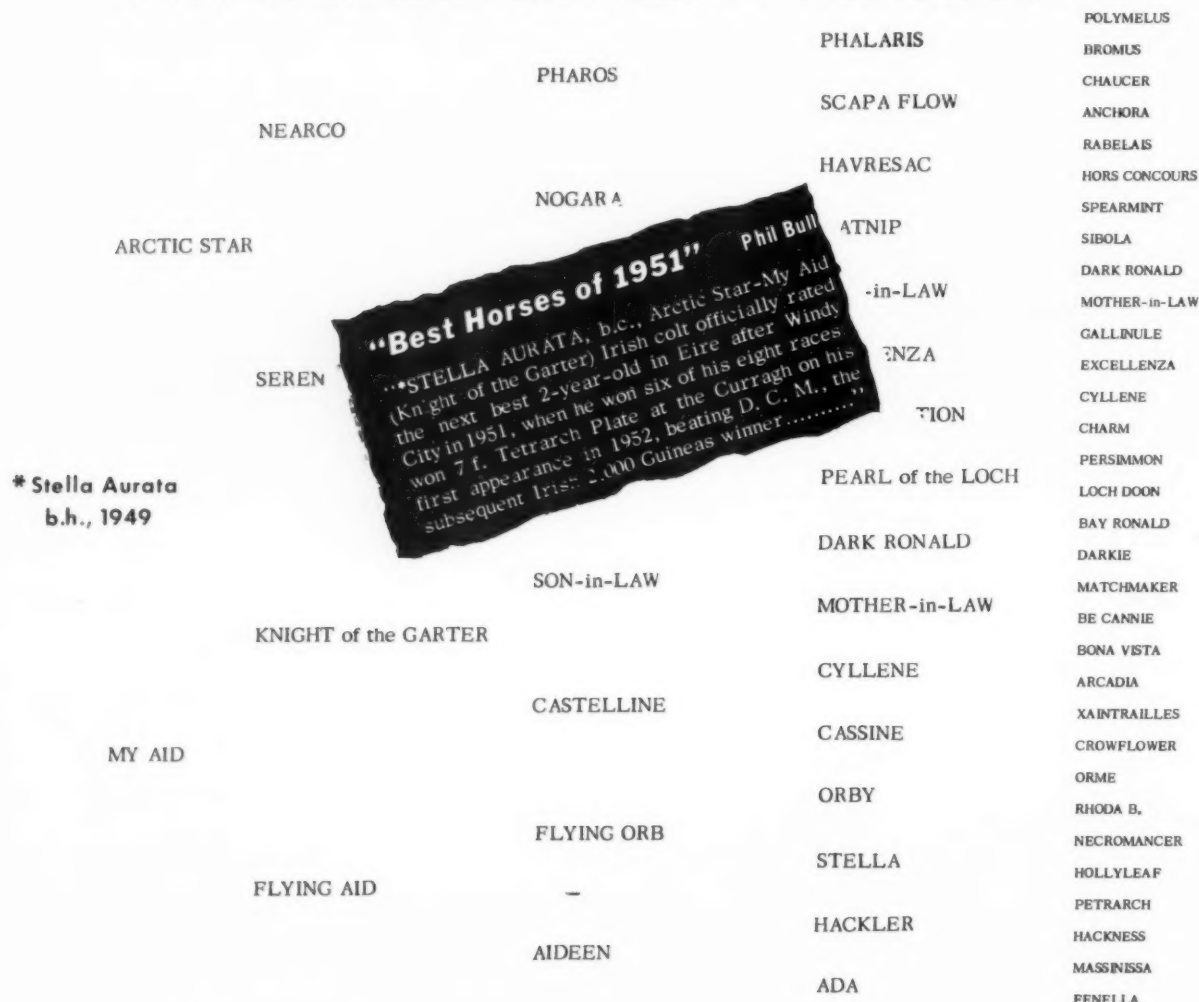 * Stella Aurata
b.h., 1949
ARCTIC STAR
MY AID
NEARCO
SEREN
KNIGHT of the GARTER
FLYING AID
PHAROS
NOGARA
"Best Horses of 1951" Phil Bull
"*STELLA AURATA, b.c., Arctic Star-My Aid
(Knight of the Garter) Irish colt officially rated
the next best 2-year-old in Eire after Windy
City in 1951, when he won six of his eight races
won 7 f. Tetrarch Plate at the Curragh on his
first appearance in 1952, beating D. C. M., the
subsequent Irish 2,000 Guineas winner.........."
SON-in-LAW
CASTELLINE
FLYING ORB
–
AIDEEN
PHALARIS
SCAPA FLOW
HAVRESAC
ATNIP
-in-LAW
ENZA
TION
PEARL of the LOCH
DARK RONALD
MOTHER-in-LAW
CYLLENE
CASSINE
ORBY
STELLA
HACKLER
ADA
POLYMELUS
BROMUS
CHAUCER
ANCHORA
RABELAIS
HORS CONCOURS
SPEARMINT
SIBOLA
DARK RONALD
MOTHER-in-LAW
GALLINULE
EXCELLENZA
CYLLENE
CHARM
PERSIMMON
LOCH DOON
BAY RONALD
DARKIE
MATCHMAKER
BE CANNIE
BONA VISTA
ARCADIA
XAINTRAILLES
CROWFLOWER
ORME
RHODA B.
NECROMANCER
HOLLYLEAF
PETRARCH
HACKNESS
MASSINISSA
FENELLA